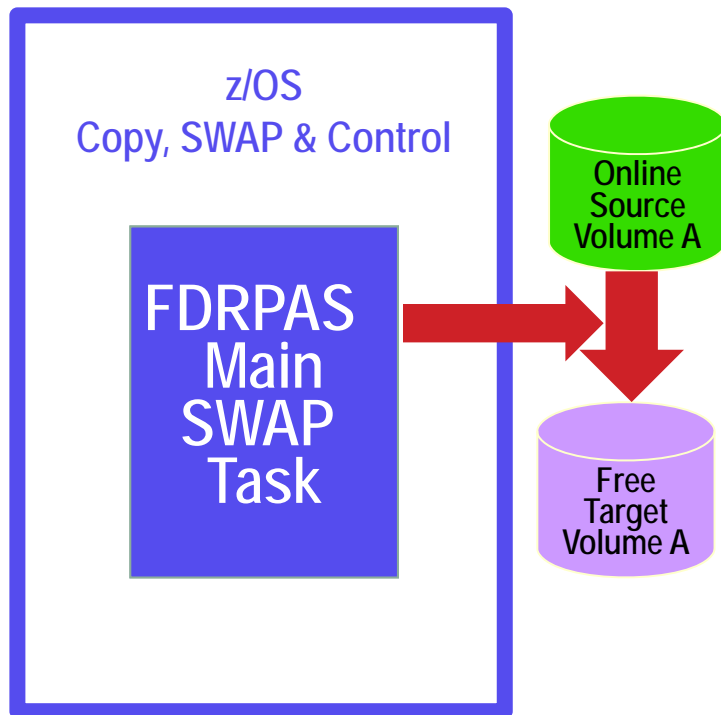 z/OS
Copy, SWAP & Control
FDRPAS
Main
SWAP
Task
Online
Source
Volume A
Free
Target
Volume A